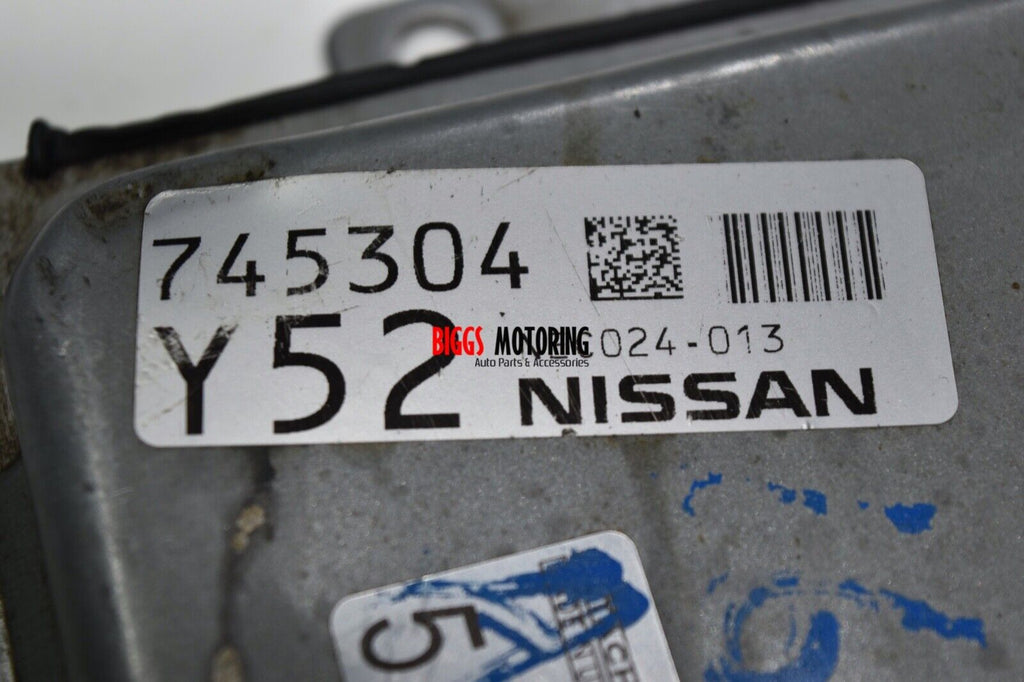 745304
Y52
BIGGS MOTORING
Auto Parts & Accessories
024-013
NISSAN
5